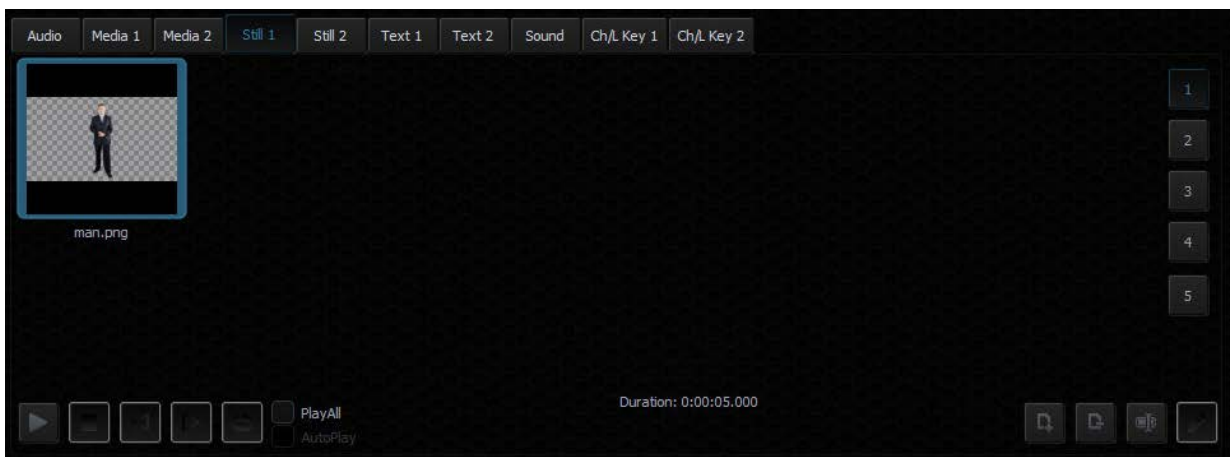 Audio Media 1 Media 2 Still 1 Still 2 Text 1 Text 2 Sound Ch/L Key 1 Ch/L Key 2
1
2
man.png
3
4
5
Duration: 0:00:05.000
PlayAll
AutoPlay